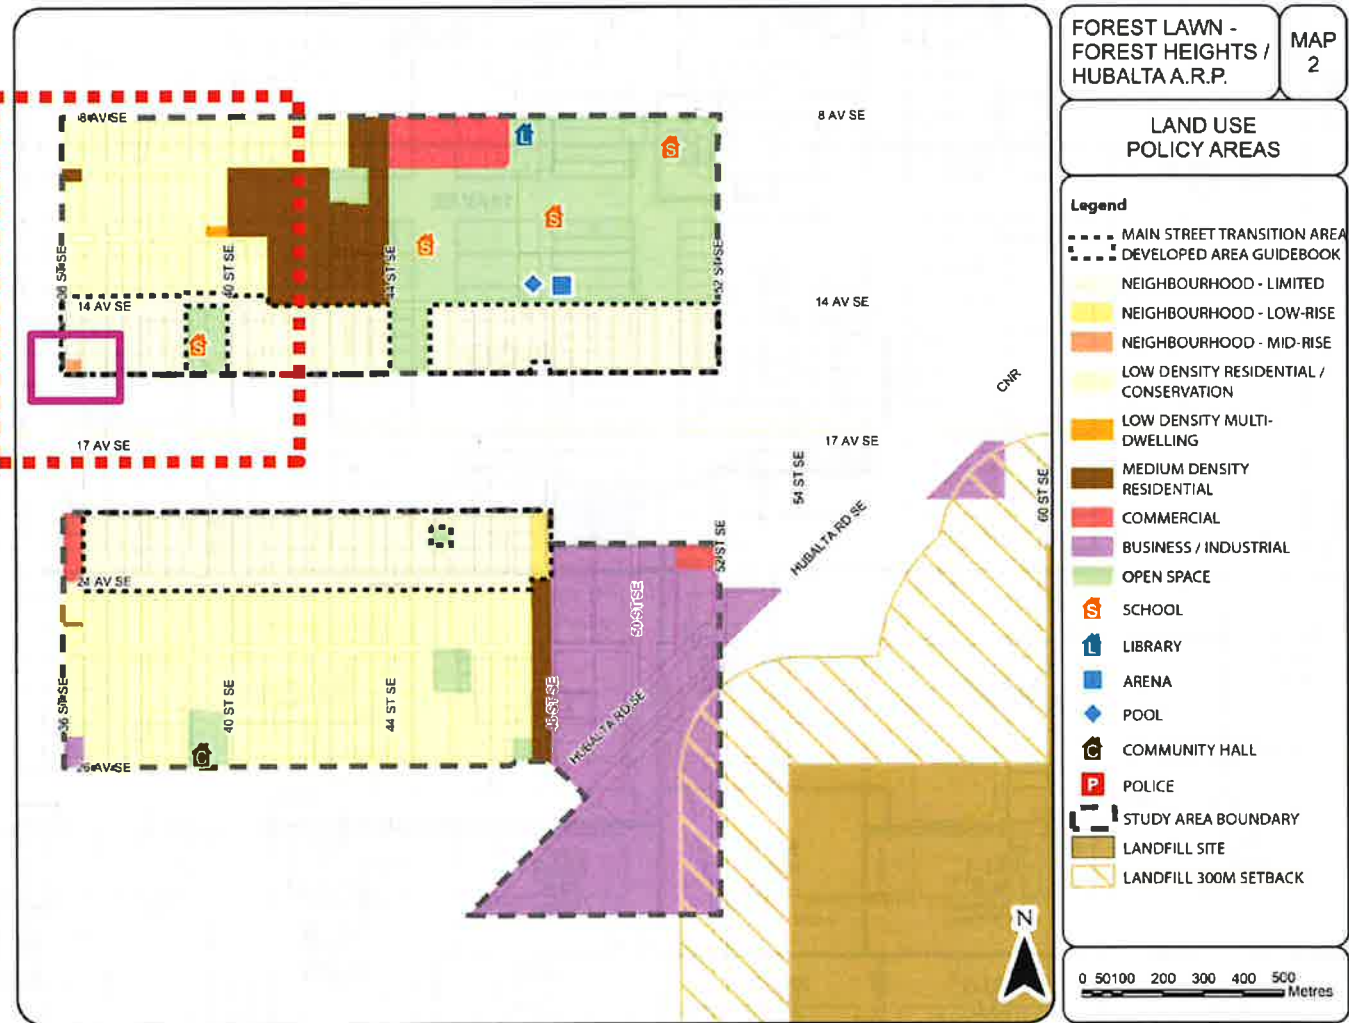 FOREST LAWN -
FOREST HEIGHTS /
HUBALTA A.R.P.
MAP
2
LAND USE
POLICY AREAS
Legend
MAIN STREET TRANSITION AREA
DEVELOPED AREA GUIDEBOOK
NEIGHBOURHOOD - LIMITED
NEIGHBOURHOOD - LOW-RISE
NEIGHBOURHOOD - MID-RISE
LOW DENSITY RESIDENTIAL /
CONSERVATION
LOW DENSITY MULTI-
DWELLING
MEDIUM DENSITY
RESIDENTIAL
COMMERCIAL
BUSINESS / INDUSTRIAL
OPEN SPACE
S SCHOOL
L LIBRARY
ARENA
POOL
C COMMUNITY HALL
P POLICE
STUDY AREA BOUNDARY
LANDFILL SITE
LANDFILL 300M SETBACK
0 50100 200 300 400 500
Metres
8 AV SE
8 AV SE
L
S
S
S
36 ST SE
40 ST SE
44 ST SE
52 ST SE
14 AV SE
14 AV SE
S
CNR
17 AV SE
17 AV SE
54 ST SE
60 ST SE
HUBALTA RD SE
52 ST SE
21 AV SE
50 ST SE
36 ST SE
40 ST SE
44 ST SE
HUBALTA RD SE
C
26 AV SE
N